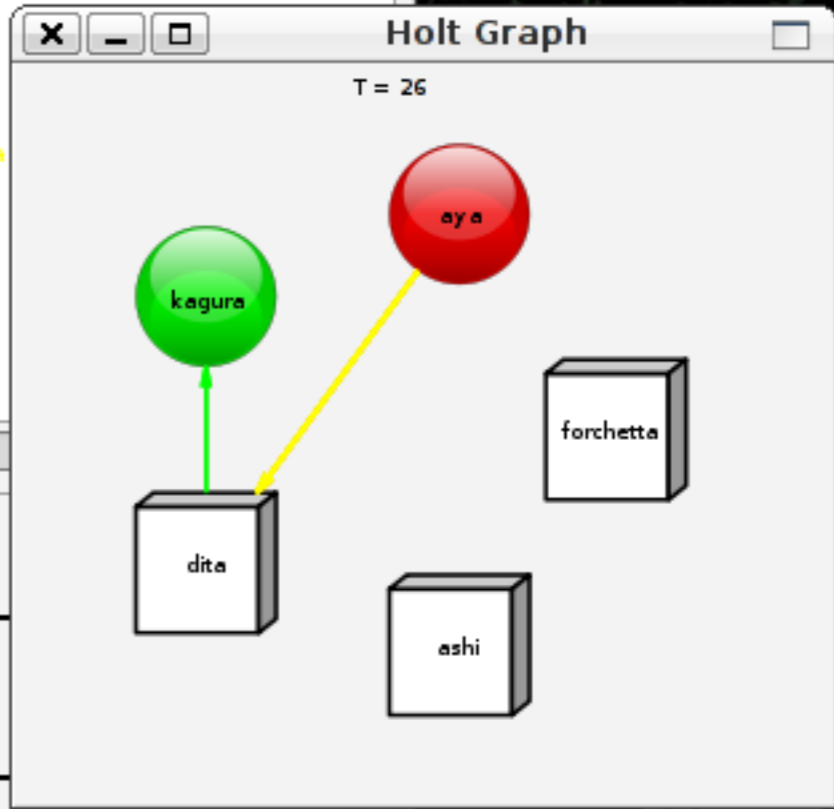 Holt Graph
T = 26
aya
kagura
forchetta
dita
ashi